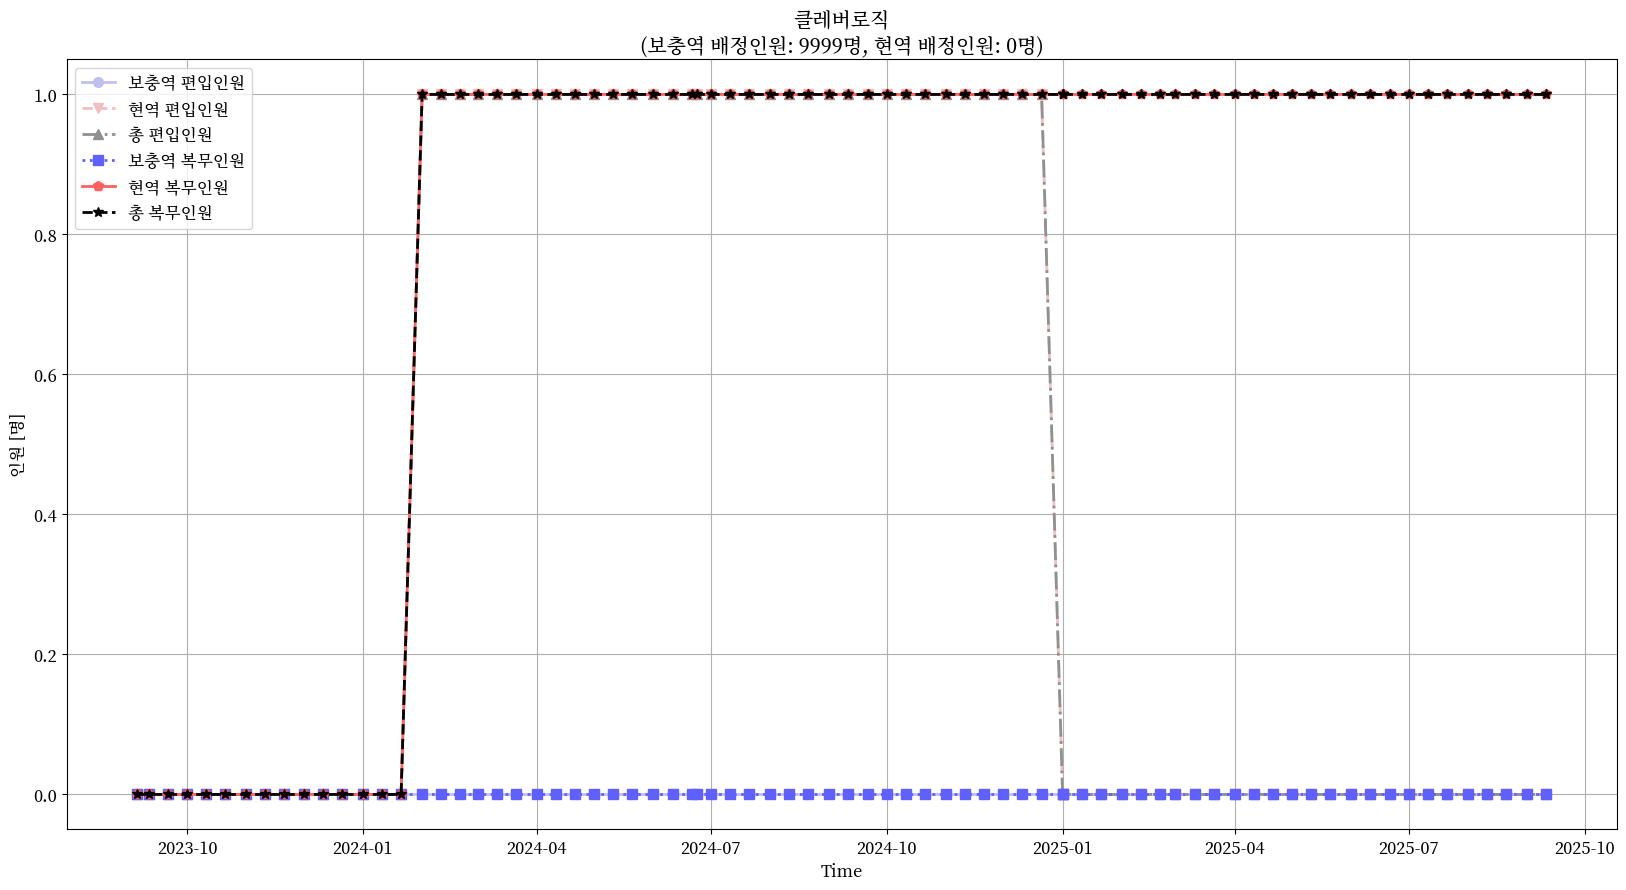 클레버로직
(보충역 배정인원: 9999명, 현역 배정인원: 0명)
보충역 편입인원
현역 편입인원
총 편입인원
보충역 복무인원
현역 복무인원
총 복무인원
1.0
0.8
0.6
0.4
0.2
0.0
인원 [명]
2023-10
2024-01
2024-04
2024-07
2024-10
2025-01
2025-04
2025-07
2025-10
Time